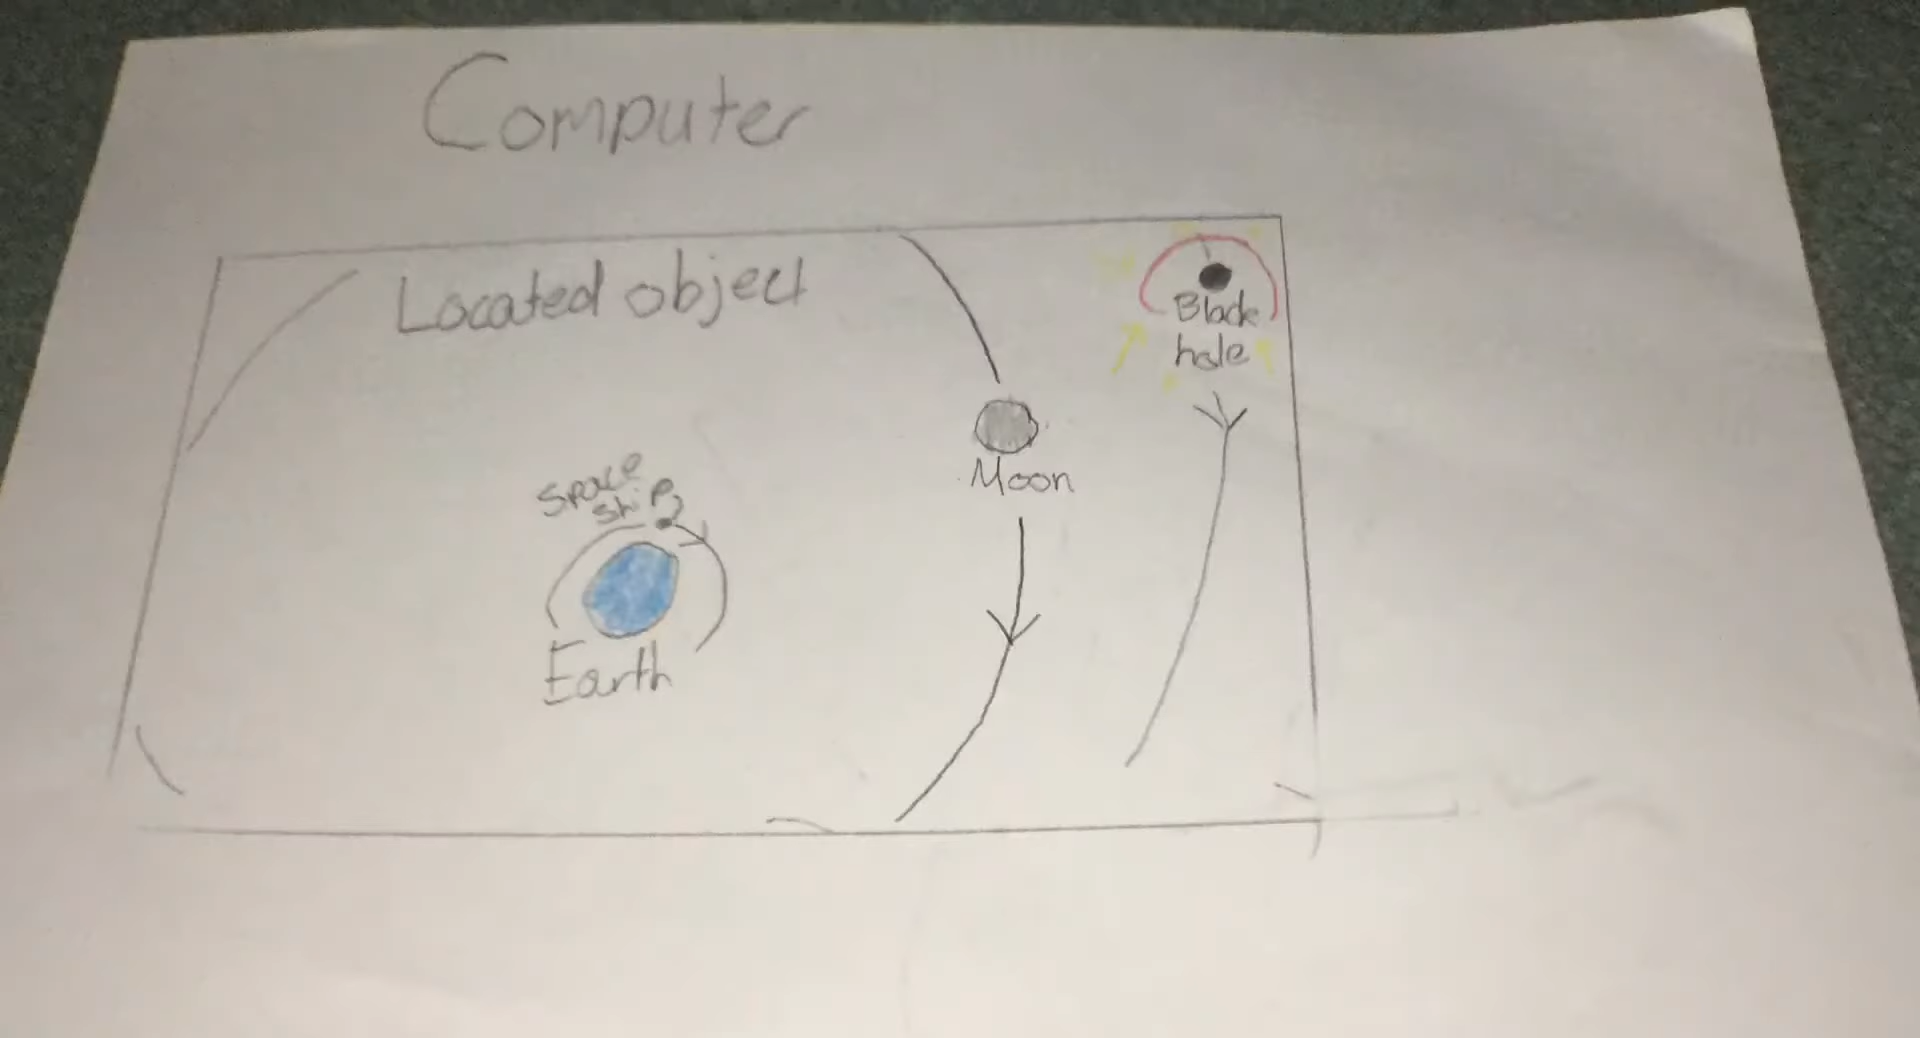 Computer
Located object
Black
hole
Moon
Space
Ship
Earth